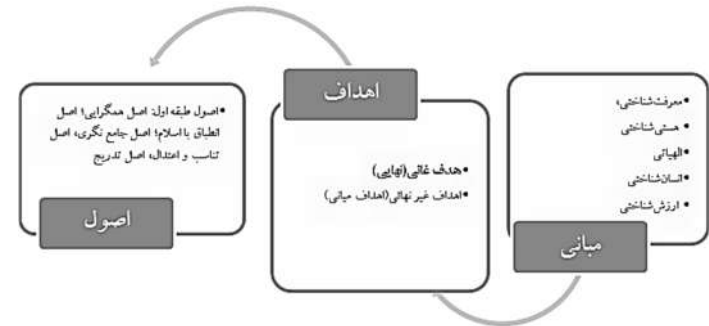 •معرفت‌شناختی؛
•هستی‌شناختی
•الهیاتی
•انسان‌شناختی
•ارزش‌شناختی
مبانی
اهداف
•هدف غائی(نهایی)
•اهداف غیر نهائی(اهداف میانی)
•اصول طبقه اول: اصل همگرایی؛ اصل
انطباق با اسلام؛ اصل جامع نگری، اصل
تناسب و اعتدال، اصل تدریج
اصول